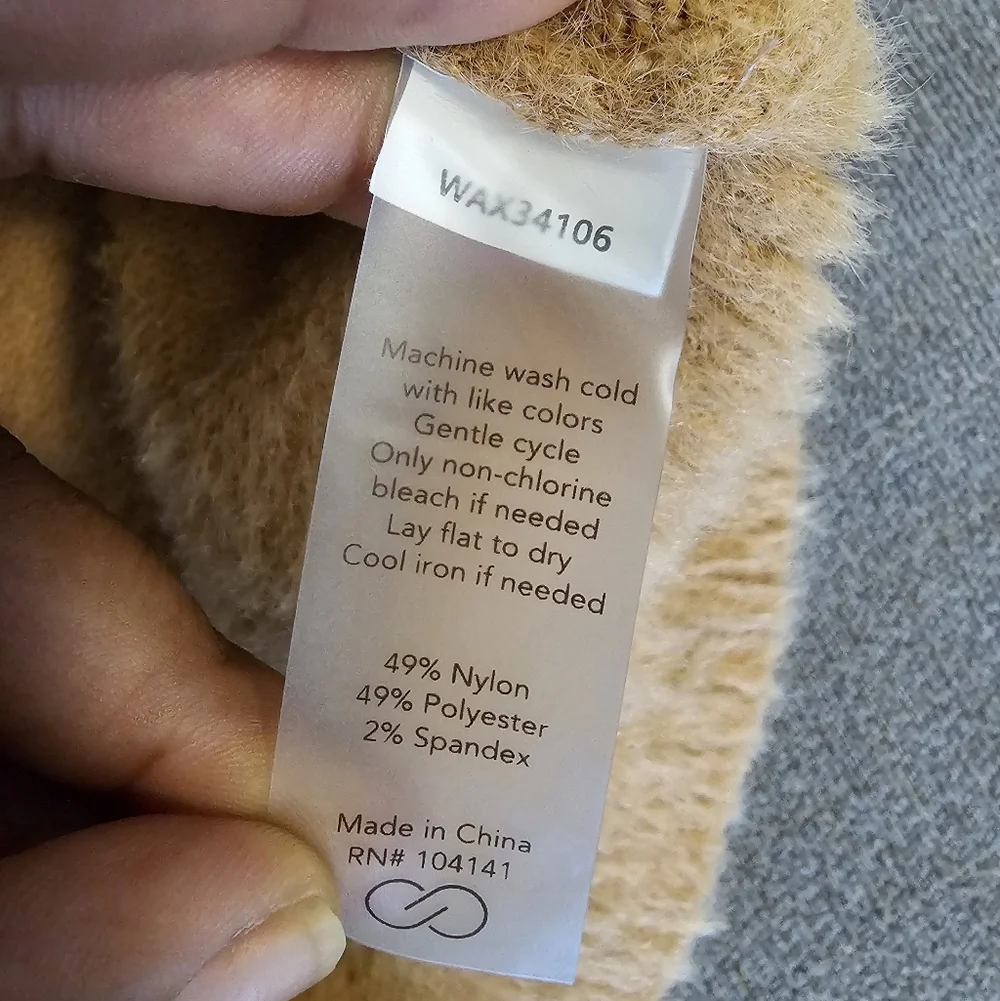 WAX34106
Machine wash cold
with like colors
Gentle cycle
Only non-chlorine
bleach if needed
Lay flat to dry
Cool iron if needed
49% Nylon
49% Polyester
2% Spandex
Made in China
RN# 104141